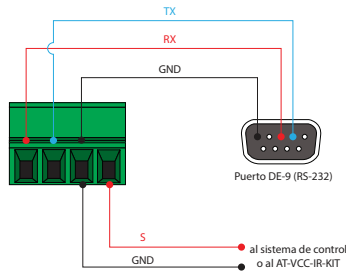 TX
RX
GND
Puerto DE-9 (RS-232)
S
al sistema de control
o al AT-VCC-IR-KIT
GND